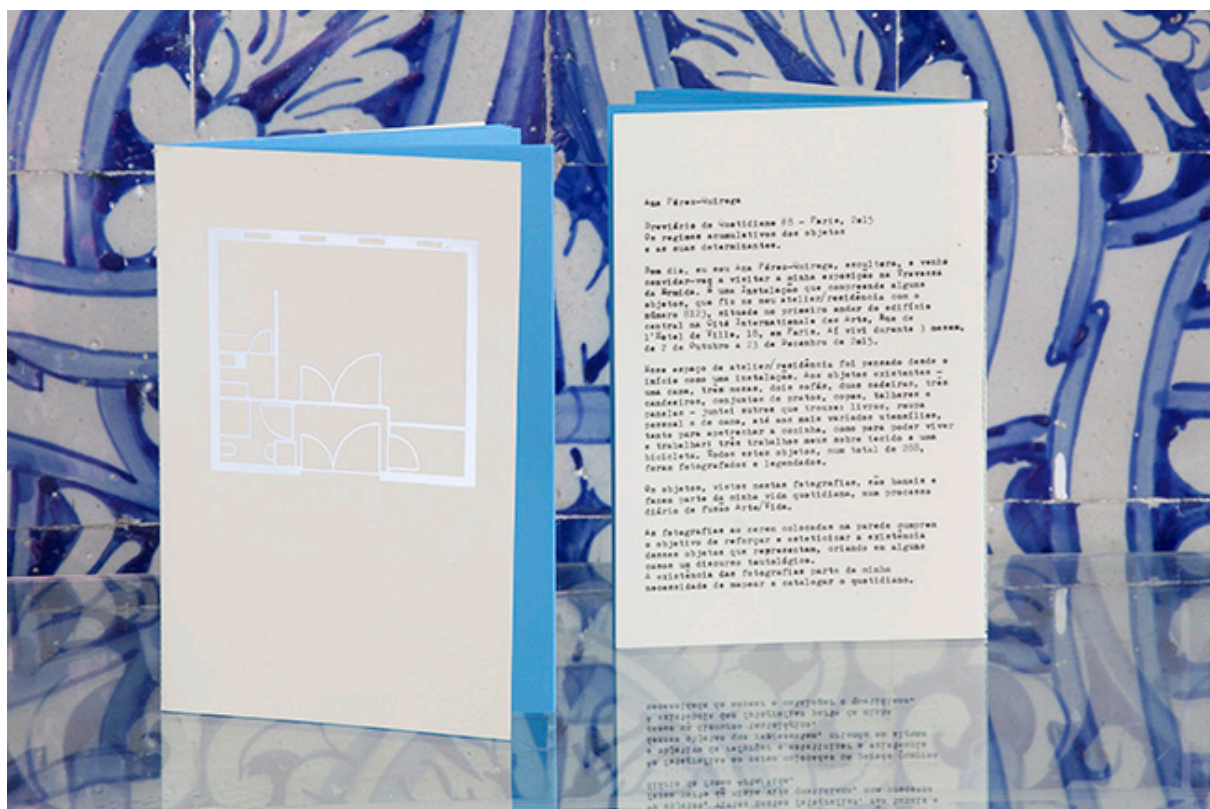 Ana Pérez-Quiroga
Breviário do Quotidiano #8 - Paris, 2015
Os regimes acumulativos dos objetos
e as suas determinantes.
Bom dia, eu sou Ana Pérez-Quiroga, escultora, e venho
convidar-vos a visitar a minha exposição na Travessa
da Ermida. É uma Instalação que compreende alguns
objetos, que fiz no meu atelier/residência com o
número 8123, situado no primeiro andar do edifício
central na Cité Internationale des Arts, Rue de
l'Hotel de Ville, 18, em Paris. Aí vivi durante 3 meses,
de 2 de Outubro a 23 de Dezembro de 2015.
Esse espaço de atelier/residência foi pensado desde o
início como uma instalação. Aos objetos existentes -
uma cama, três mesas, dois sofás, duas cadeiras, três
candeeiros, conjuntos de pratos, copos, talheres e
panelas - juntei outros que trouxe: livros, roupa
pessoal e de casa, até aos mais variados utensílios,
tanto para apetrechar a cozinha, como para poder viver
e trabalhar: três trabalhos meus sobre tecido e uma
bicicleta. Todos estes objetos, num total de 288,
foram fotografados e legendados.
Os objetos, vistos nestas fotografias, são banais e
fazem parte da minha vida quotidiana, num processo
diário de fusão Arte/Vida.
As fotografias ao serem colocadas na parede cumprem
o objetivo de reforçar e esteticizar a existência
desses objetos que representam, criando em alguns
casos um discurso tautológico.
A existência das fotografias parte da minha
necessidade de mapear e catalogar o quotidiano.